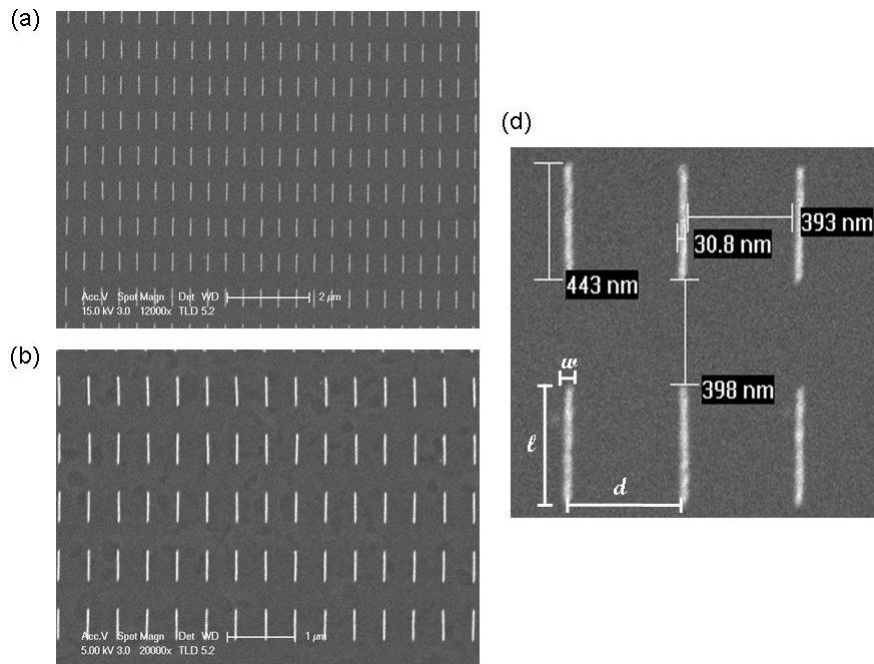 (a)
Acc.V Spot Magn Det WD 2 µm
15.0 kV 3.0 12000x TLD 5.2
(b)
Acc.V Spot Magn Det WD 1 µm
5.00 kV 3.0 20000x TLD 5.2
(d)
393 nm
30.8 nm
443 nm
w
398 nm
ℓ
d